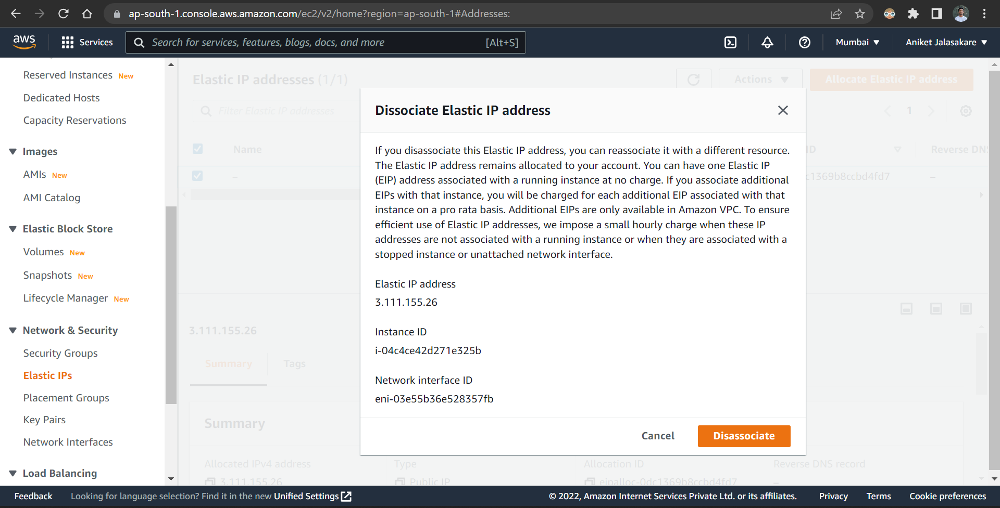 ap-south-1.console.aws.amazon.com/ec2/v2/home?region=ap-south-1#Addresses:
aws Services Search for services, features, blogs, docs, and more [Alt+S] Mumbai Aniket Jalasakare
Reserved Instances New
Dedicated Hosts
Capacity Reservations
Images
AMIs New
AMI Catalog
Elastic Block Store
Volumes New
Snapshots New
Lifecycle Manager New
Network & Security
Security Groups
Elastic IPs
Placement Groups
Key Pairs
Network Interfaces
Load Balancing
Elastic IP addresses (1/1) Actions Allocate Elastic IP address
Filter Elastic IP addresses 1
Name ID Reverse DNS
– c1369b8ccbd4fd7 –
Dissociate Elastic IP address
If you disassociate this Elastic IP address, you can reassociate it with a different resource.
The Elastic IP address remains allocated to your account. You can have one Elastic IP
(EIP) address associated with a running instance at no charge. If you associate additional
EIPs with that instance, you will be charged for each additional EIP associated with that
instance on a pro rata basis. Additional EIPs are only available in Amazon VPC. To ensure
efficient use of Elastic IP addresses, we impose a small hourly charge when these IP
addresses are not associated with a running instance or when they are associated with a
stopped instance or unattached network interface.
Elastic IP address
3.111.155.26
Instance ID
i-04c4ce42d271e325b
Network interface ID
eni-03e55b36e528357fb
Cancel Disassociate
3.111.155.26
Summary Tags
Summary
Allocated IPv4 address Type Allocation ID Reverse DNS record
3.111.155.26 Public IP eipalloc-0dc1369b8ccbd4fd7 –
Feedback Looking for language selection? Find it in the new Unified Settings © 2022, Amazon Internet Services Private Ltd. or its affiliates. Privacy Terms Cookie preferences